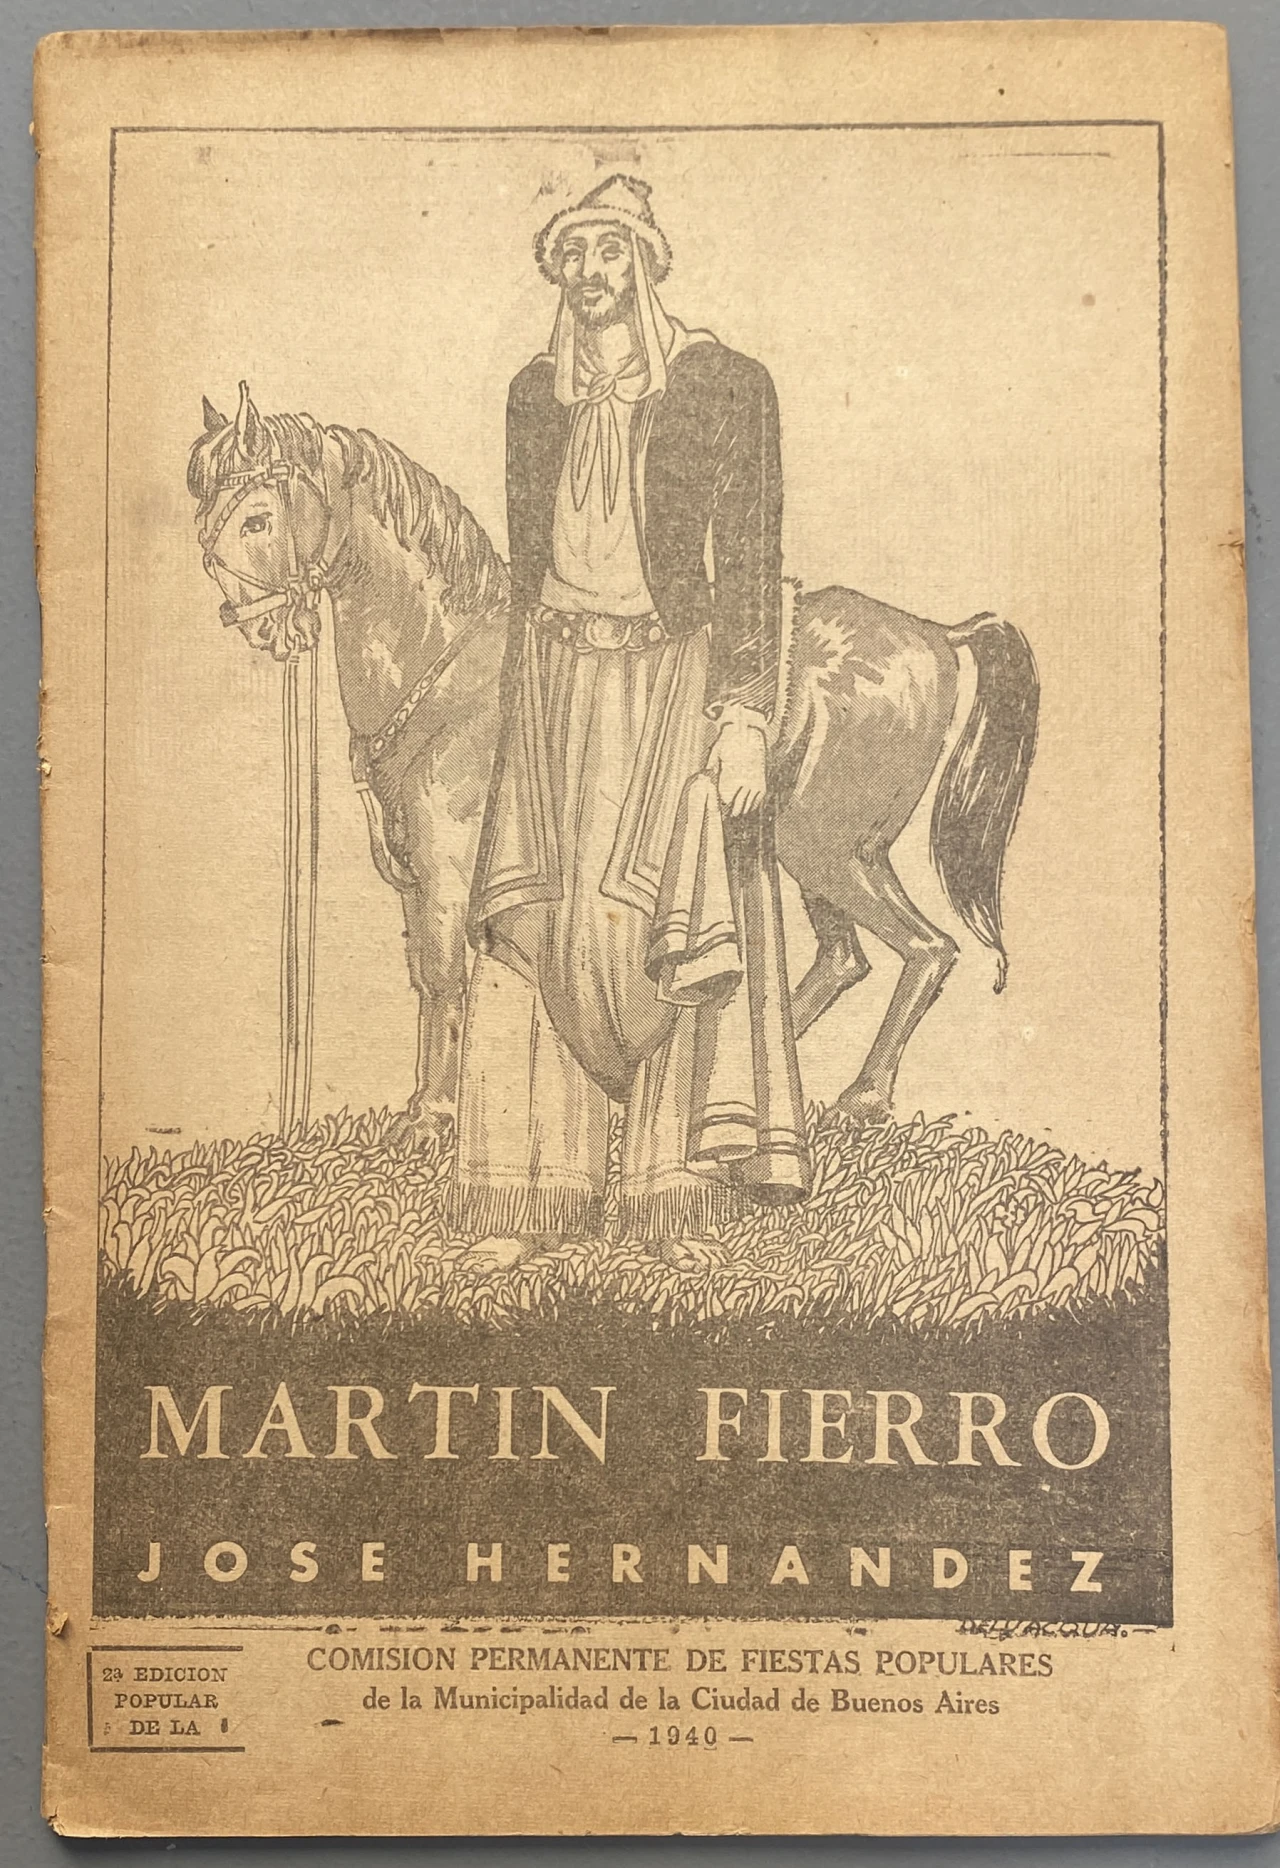 MARTIN FIERRO
JOSE HERNANDEZ
DELLACQUA.
2ª EDICION
POPULAR
DE LA
COMISION PERMANENTE DE FIESTAS POPULARES
de la Municipalidad de la Ciudad de Buenos Aires
— 1940 —